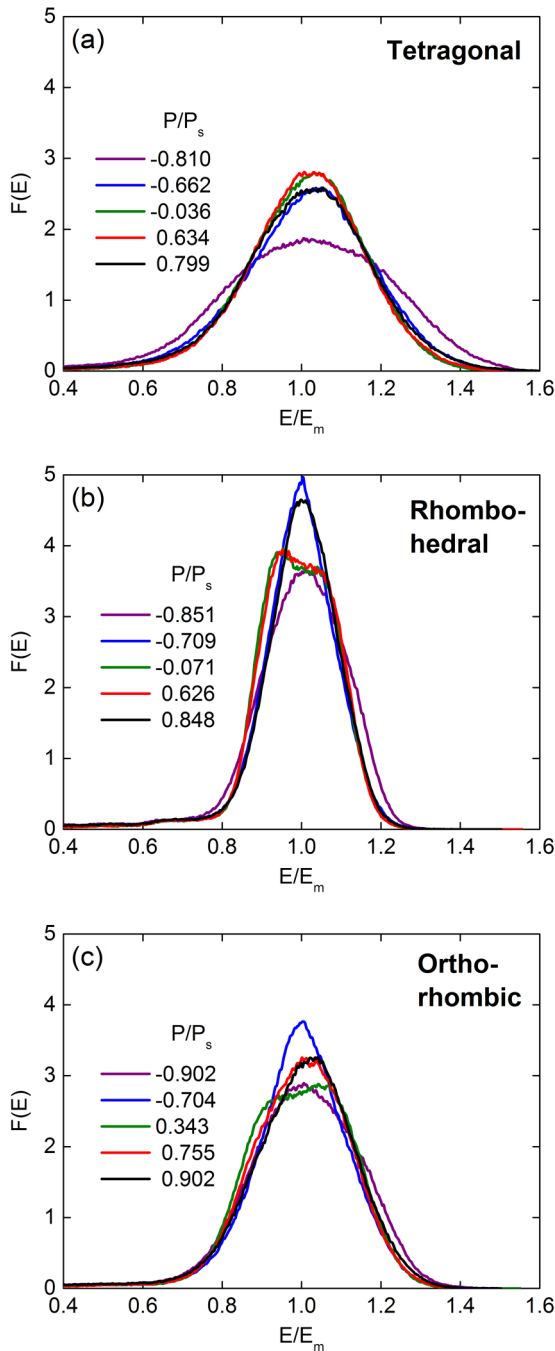 (a)
Tetragonal
P/Ps
-0.810
-0.662
-0.036
0.634
0.799
F(E)
5
4
3
2
1
0
0.4 0.6 0.8 1.0 1.2 1.4 1.6
E/Em
(b)
Rhombo-
hedral
P/Ps
-0.851
-0.709
-0.071
0.626
0.848
F(E)
5
4
3
2
1
0
0.4 0.6 0.8 1.0 1.2 1.4 1.6
E/Em
(c)
Ortho-
rhombic
P/Ps
-0.902
-0.704
0.343
0.755
0.902
F(E)
5
4
3
2
1
0
0.4 0.6 0.8 1.0 1.2 1.4 1.6
E/Em